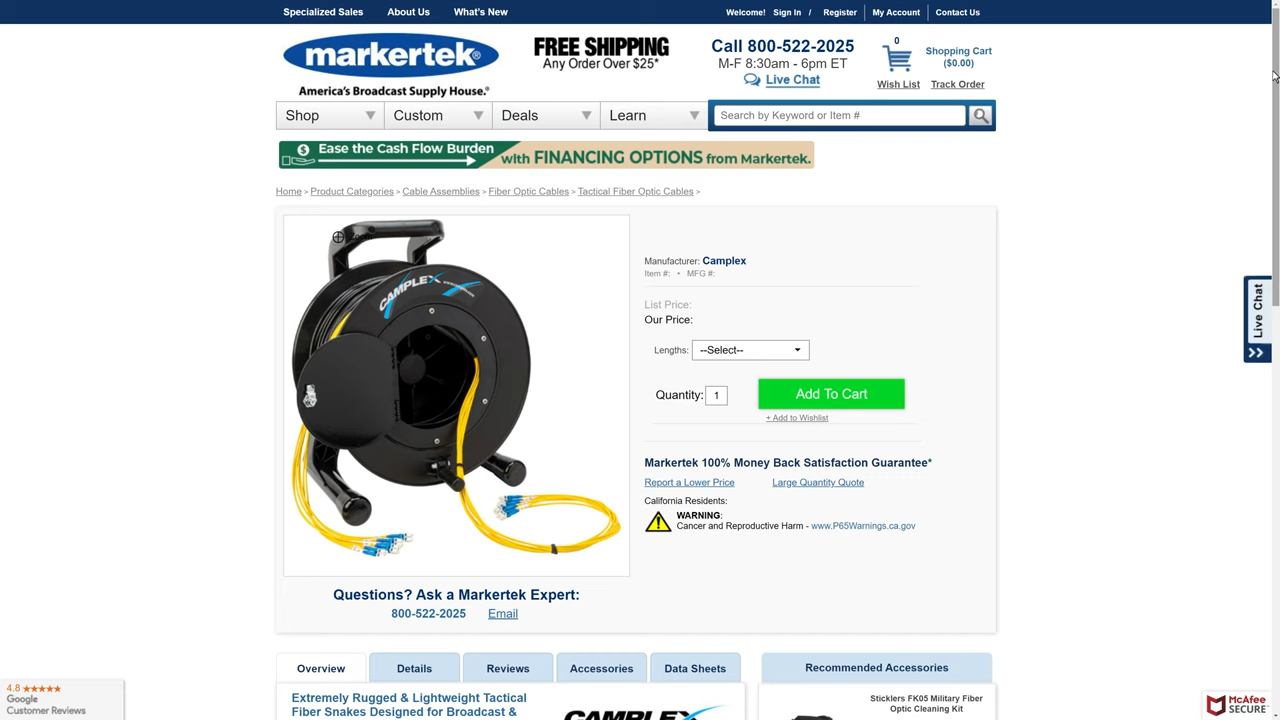 Specialized Sales About Us What's New Welcome! Sign In / Register My Account Contact Us
markertek®
America's Broadcast Supply House.®
FREE SHIPPING
Any Order Over $25*
Call 800-522-2025
M-F 8:30am - 6pm ET
Live Chat
0
Shopping Cart
($0.00)
Wish List Track Order
Shop Custom Deals Learn Search by Keyword or Item #
$ Ease the Cash Flow Burden with FINANCING OPTIONS from Markertek.
Home > Product Categories > Cable Assemblies > Fiber Optic Cables > Tactical Fiber Optic Cables >
CAMPLEX
Manufacturer: Camplex
Item #: • MFG #:
List Price:
Our Price:
Lengths: --Select--
Quantity: 1 Add To Cart
+ Add to Wishlist
Markertek 100% Money Back Satisfaction Guarantee*
Report a Lower Price Large Quantity Quote
California Residents:
WARNING:
Cancer and Reproductive Harm - www.P65Warnings.ca.gov
Questions? Ask a Markertek Expert:
800-522-2025 Email
Live Chat
Overview Details Reviews Accessories Data Sheets Recommended Accessories
Extremely Rugged & Lightweight Tactical
Fiber Snakes Designed for Broadcast &
CAMPLEX
Sticklers FK05 Military Fiber
Optic Cleaning Kit
4.8 ★★★★★
Google
Customer Reviews
McAfee
SECURE